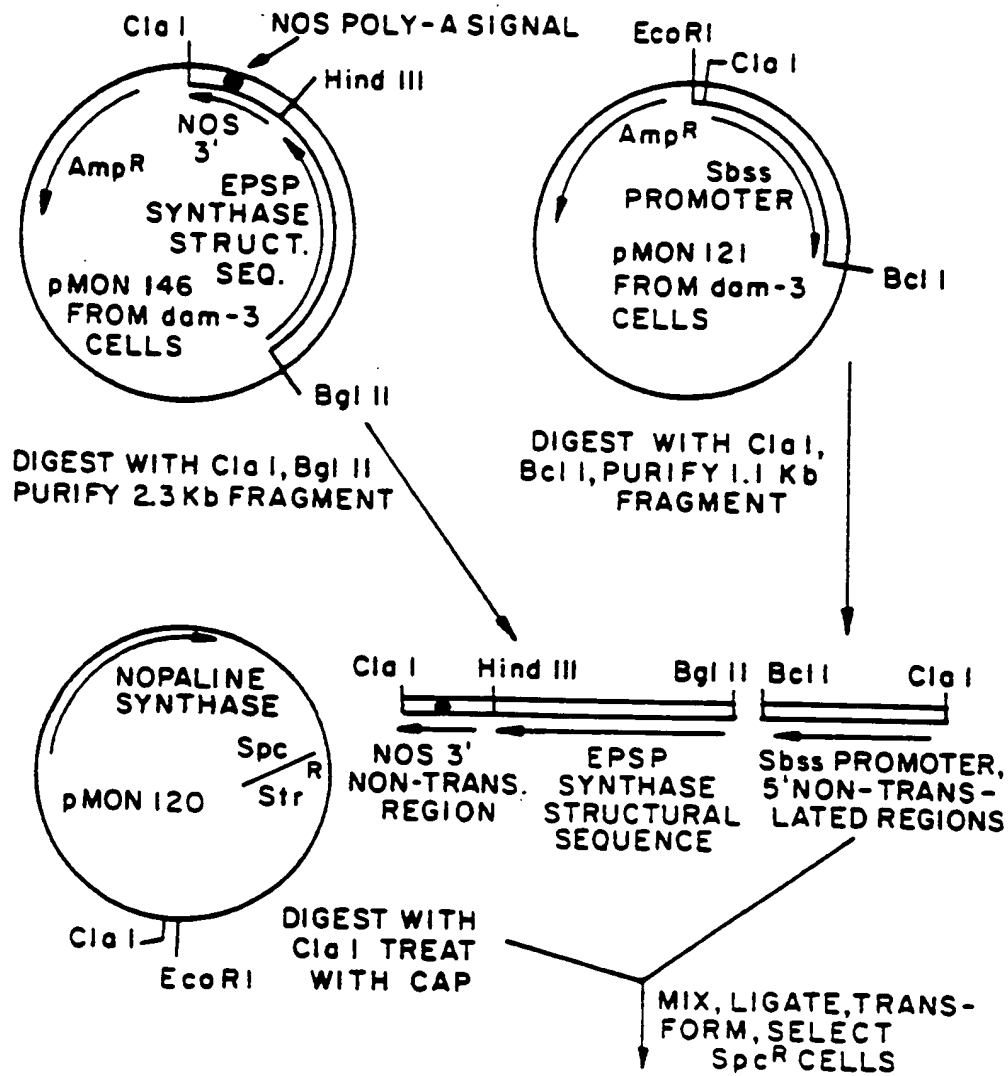 Cla I
NOS POLY-A SIGNAL
Hind III
NOS
3'
AmpR
EPSP
SYNTHASE
STRUCT.
SEQ.
pMON 146
FROM dam-3
CELLS
Bgl II
EcoRI
Cla I
AmpR
Sbss
PROMOTER
pMON 121
FROM dam-3
CELLS
Bcl I
DIGEST WITH Cla I, Bgl II
PURIFY 2.3 Kb FRAGMENT
DIGEST WITH Cla I,
Bcl I, PURIFY 1.1 Kb
FRAGMENT
NOPALINE
SYNTHASE
Spc
R
Str
pMON 120
Cla I
EcoRI
Cla I
Hind III
Bgl II
Bcl I
Cla I
NOS 3'
NON-TRANS.
REGION
EPSP
SYNTHASE
STRUCTURAL
SEQUENCE
Sbss PROMOTER,
5' NON-TRANS-
LATED REGIONS
DIGEST WITH
Cla I TREAT
WITH CAP
MIX, LIGATE, TRANS-
FORM, SELECT
SpcR CELLS